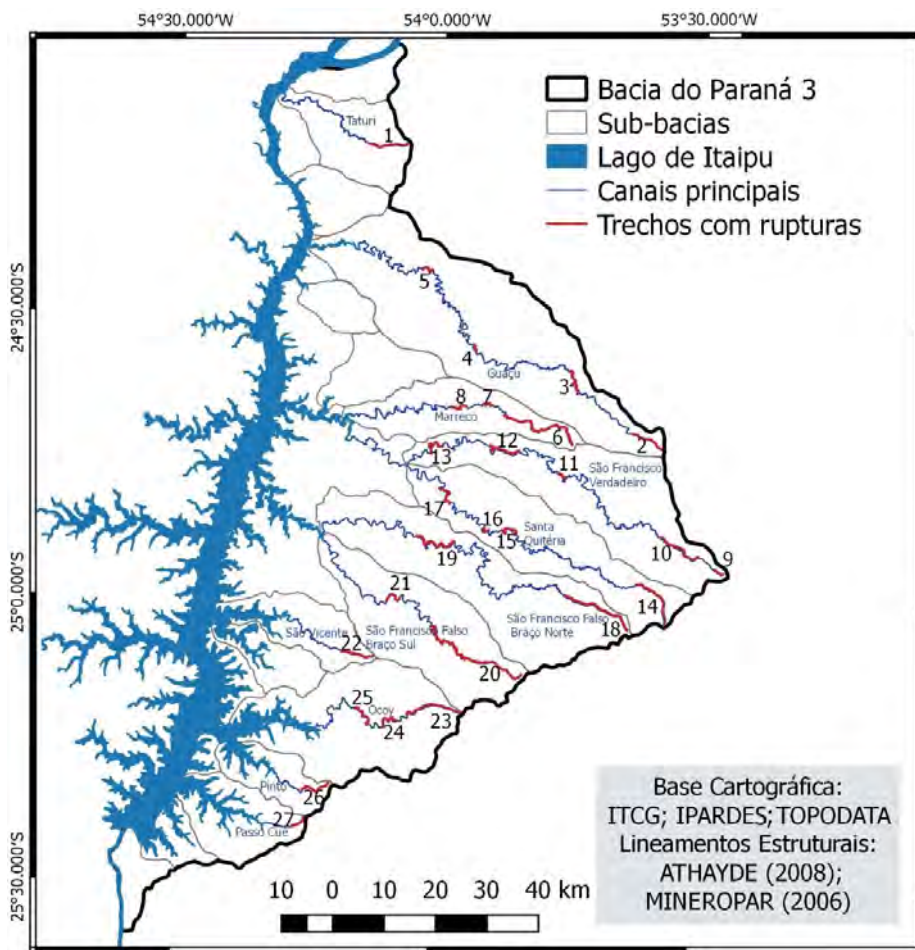 54°30.000'W
54°00.000'W
53°30.000'W
24°30.000'S
25°0.000'S
25°30.000'S
Bacia do Paraná 3
Sub-bacias
Lago de Itaipu
Canais principais
Trechos com rupturas
Taturi
1
5
4
Guaçu
3
8
7
Marreco
6
2
13
12
11
São Francisco
Verdadeiro
17
16
15
Santa
Quitéria
10
9
19
14
21
São Francisco Falso
Braço Norte
18
São Vicente
22
São Francisco Falso
Braço Sul
20
25
Ocoy
24
23
Pinto
26
27
Passo Cuê
10
0
10
20
30
40 km
Base Cartográfica:
ITCG; IPARDES; TOPODATA
Lineamentos Estruturais:
ATHAYDE (2008);
MINEROPAR (2006)